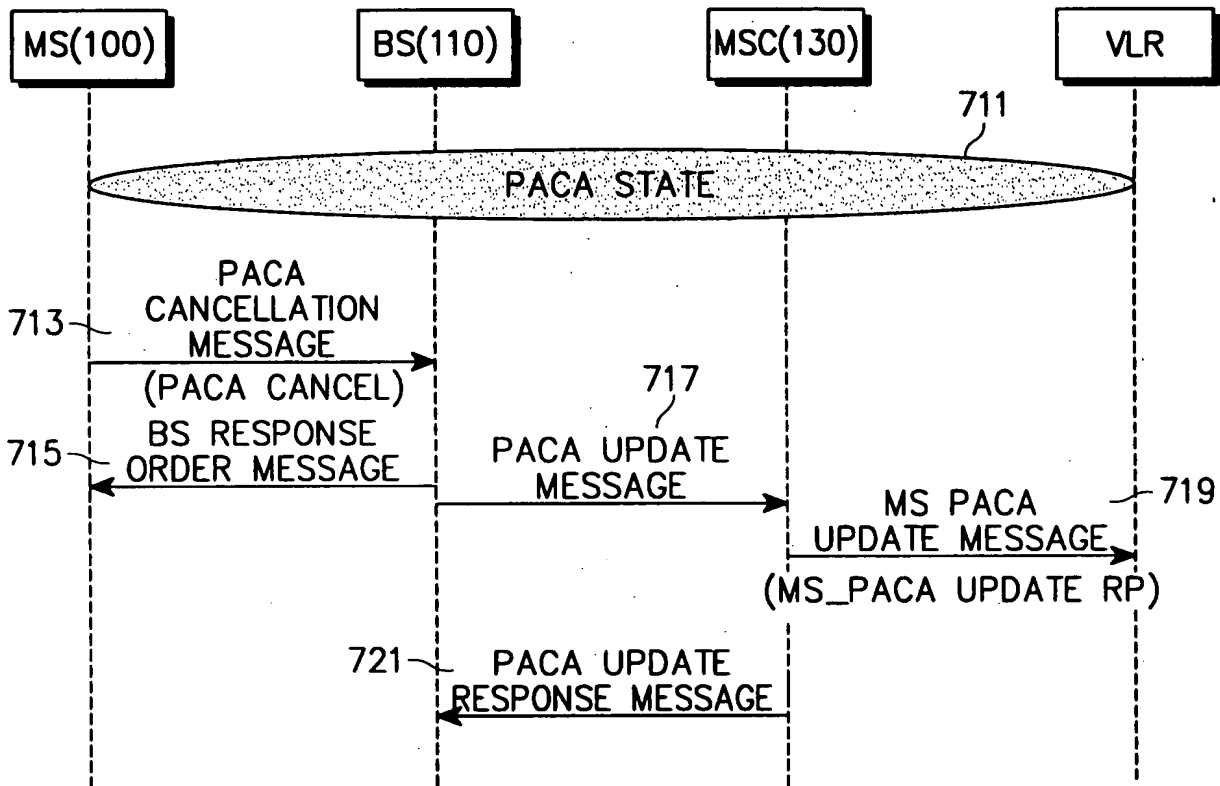 MS(100)
BS(110)
MSC(130)
VLR
711
PACA STATE
PACA
CANCELLATION
MESSAGE
713
(PACA CANCEL)
717
BS RESPONSE
ORDER MESSAGE
715
PACA UPDATE
MESSAGE
719
MS PACA
UPDATE MESSAGE
(MS_PACA UPDATE RP)
721
PACA UPDATE
RESPONSE MESSAGE